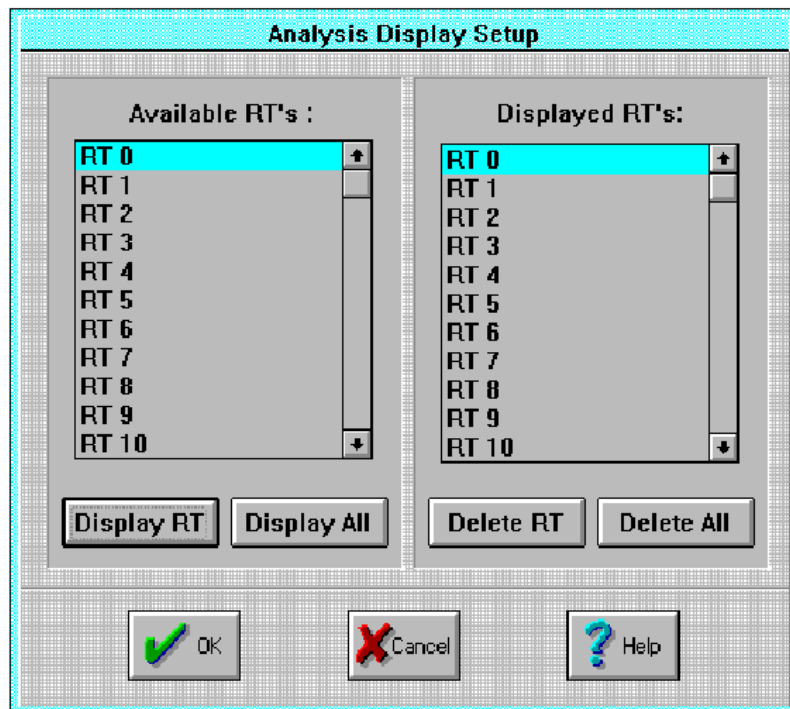 Analysis Display Setup
Available RT's :
RT 0
RT 1
RT 2
RT 3
RT 4
RT 5
RT 6
RT 7
RT 8
RT 9
RT 10
Display RT
Display All
Displayed RT's:
RT 0
RT 1
RT 2
RT 3
RT 4
RT 5
RT 6
RT 7
RT 8
RT 9
RT 10
Delete RT
Delete All
OK
Cancel
Help